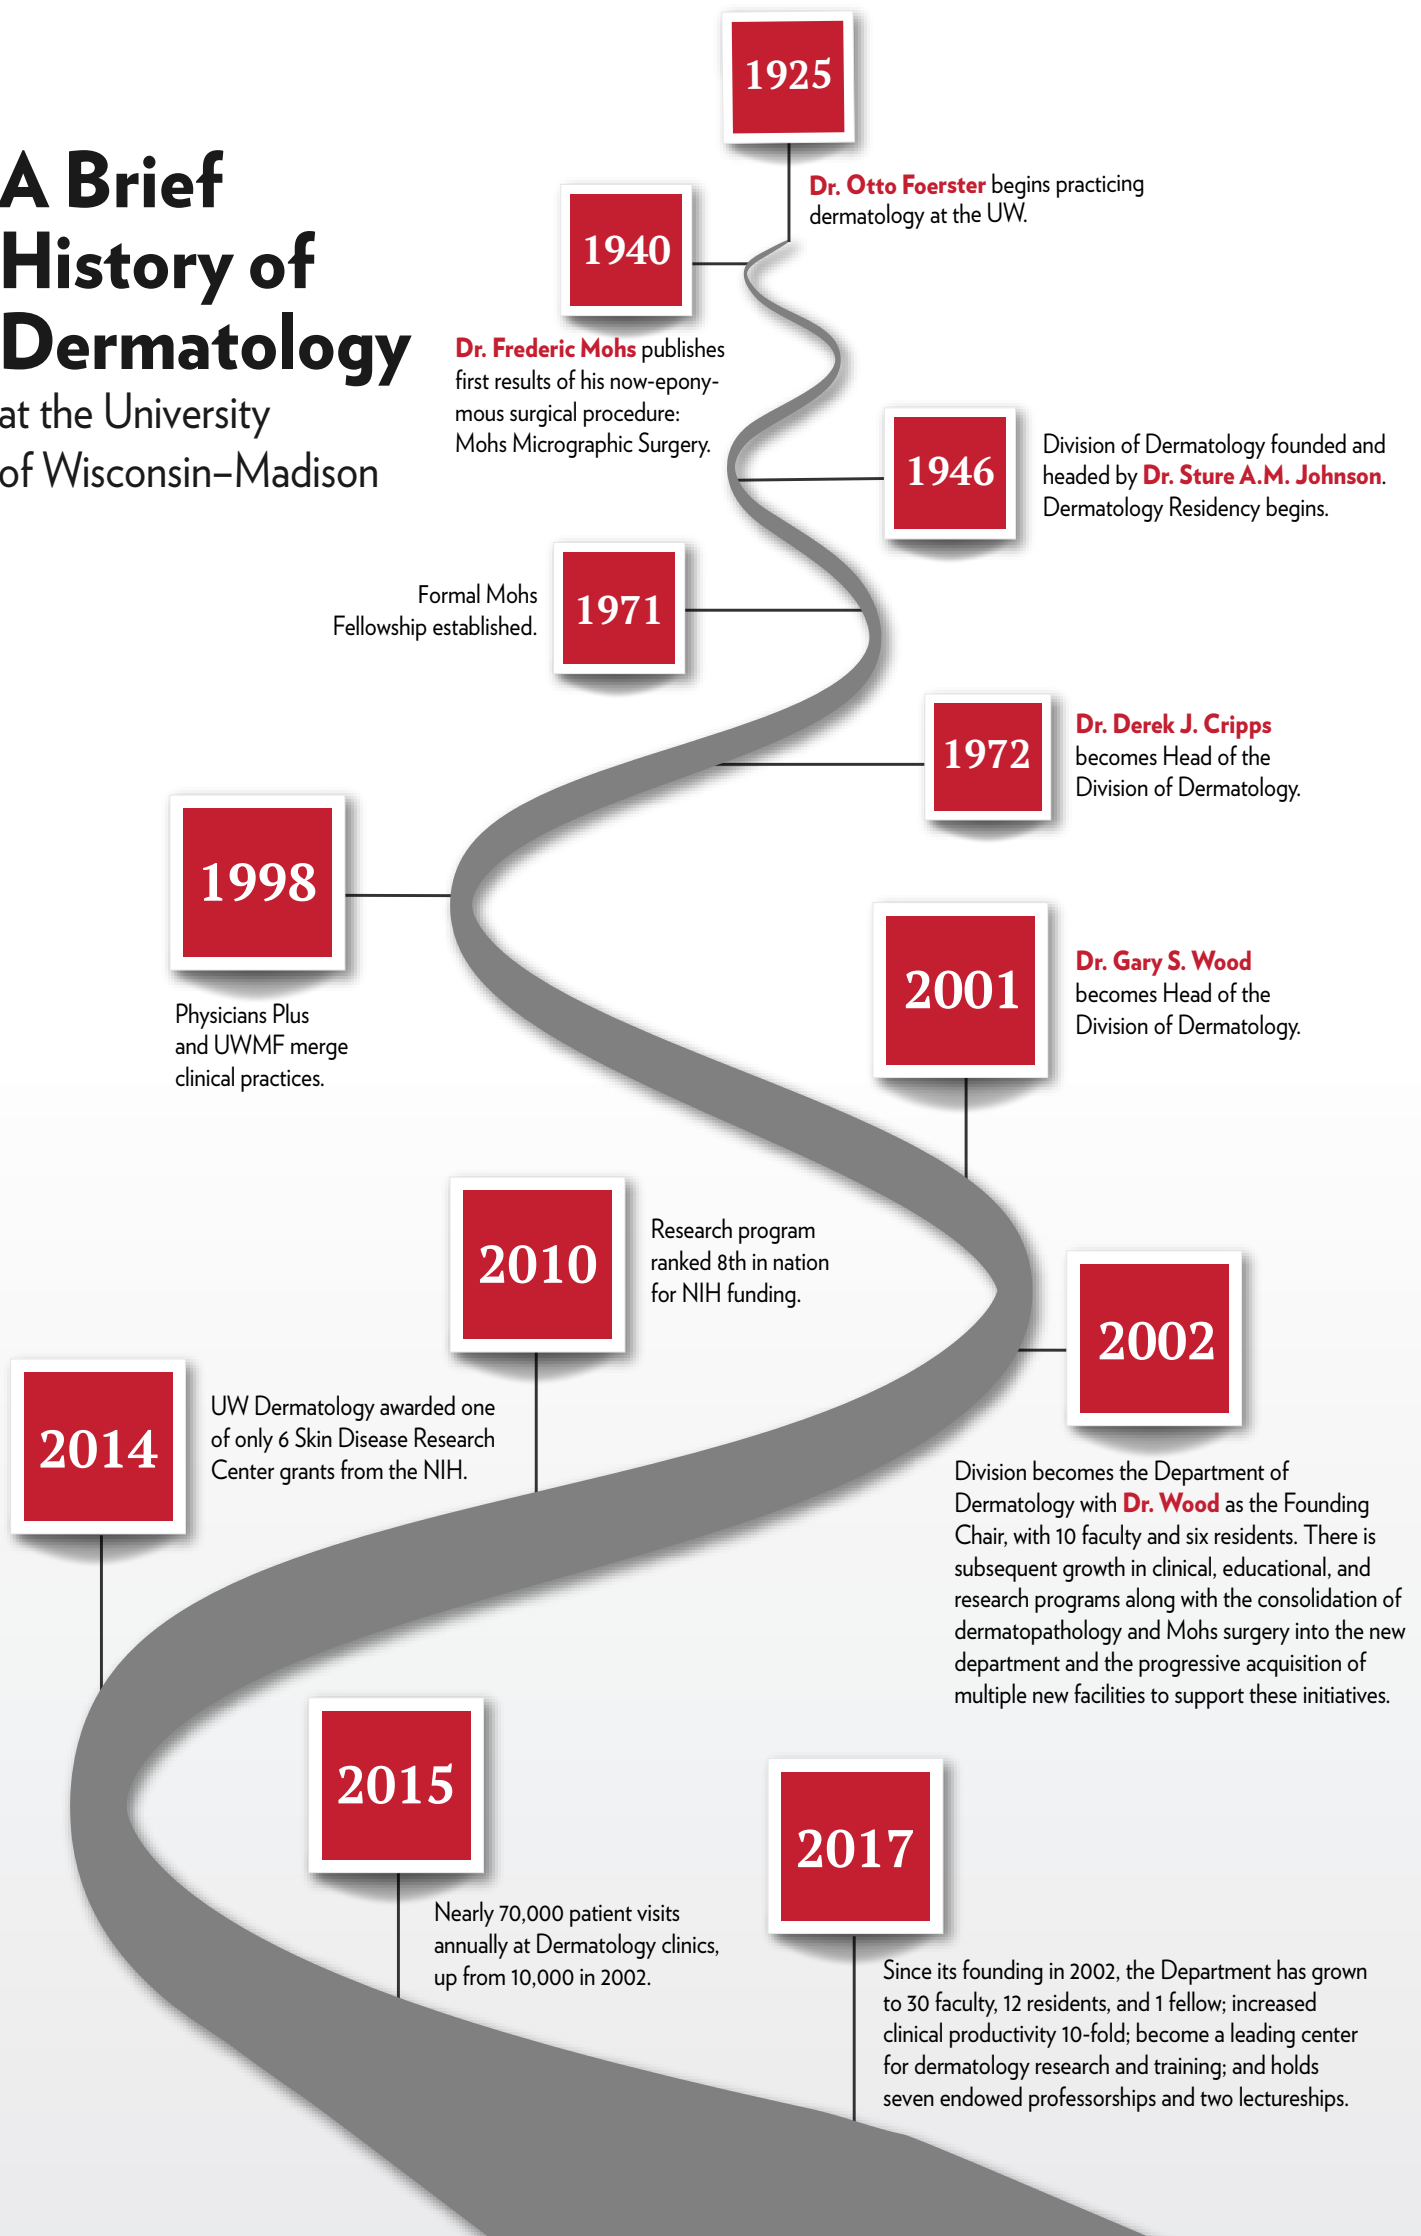 A Brief
History of
Dermatology
at the University
of Wisconsin–Madison
1925
Dr. Otto Foerster begins practicing
dermatology at the UW.
1940
Dr. Frederic Mohs publishes
first results of his now-epony-
mous surgical procedure:
Mohs Micrographic Surgery.
1946
Division of Dermatology founded and
headed by Dr. Sture A.M. Johnson.
Dermatology Residency begins.
1971
Formal Mohs
Fellowship established.
1972
Dr. Derek J. Cripps
becomes Head of the
Division of Dermatology.
1998
Physicians Plus
and UWMF merge
clinical practices.
2001
Dr. Gary S. Wood
becomes Head of the
Division of Dermatology.
2002
Division becomes the Department of
Dermatology with Dr. Wood as the Founding
Chair, with 10 faculty and six residents. There is
subsequent growth in clinical, educational, and
research programs along with the consolidation of
dermatopathology and Mohs surgery into the new
department and the progressive acquisition of
multiple new facilities to support these initiatives.
2010
Research program
ranked 8th in nation
for NIH funding.
2014
UW Dermatology awarded one
of only 6 Skin Disease Research
Center grants from the NIH.
2015
Nearly 70,000 patient visits
annually at Dermatology clinics,
up from 10,000 in 2002.
2017
Since its founding in 2002, the Department has grown
to 30 faculty, 12 residents, and 1 fellow; increased
clinical productivity 10-fold; become a leading center
for dermatology research and training; and holds
seven endowed professorships and two lectureships.